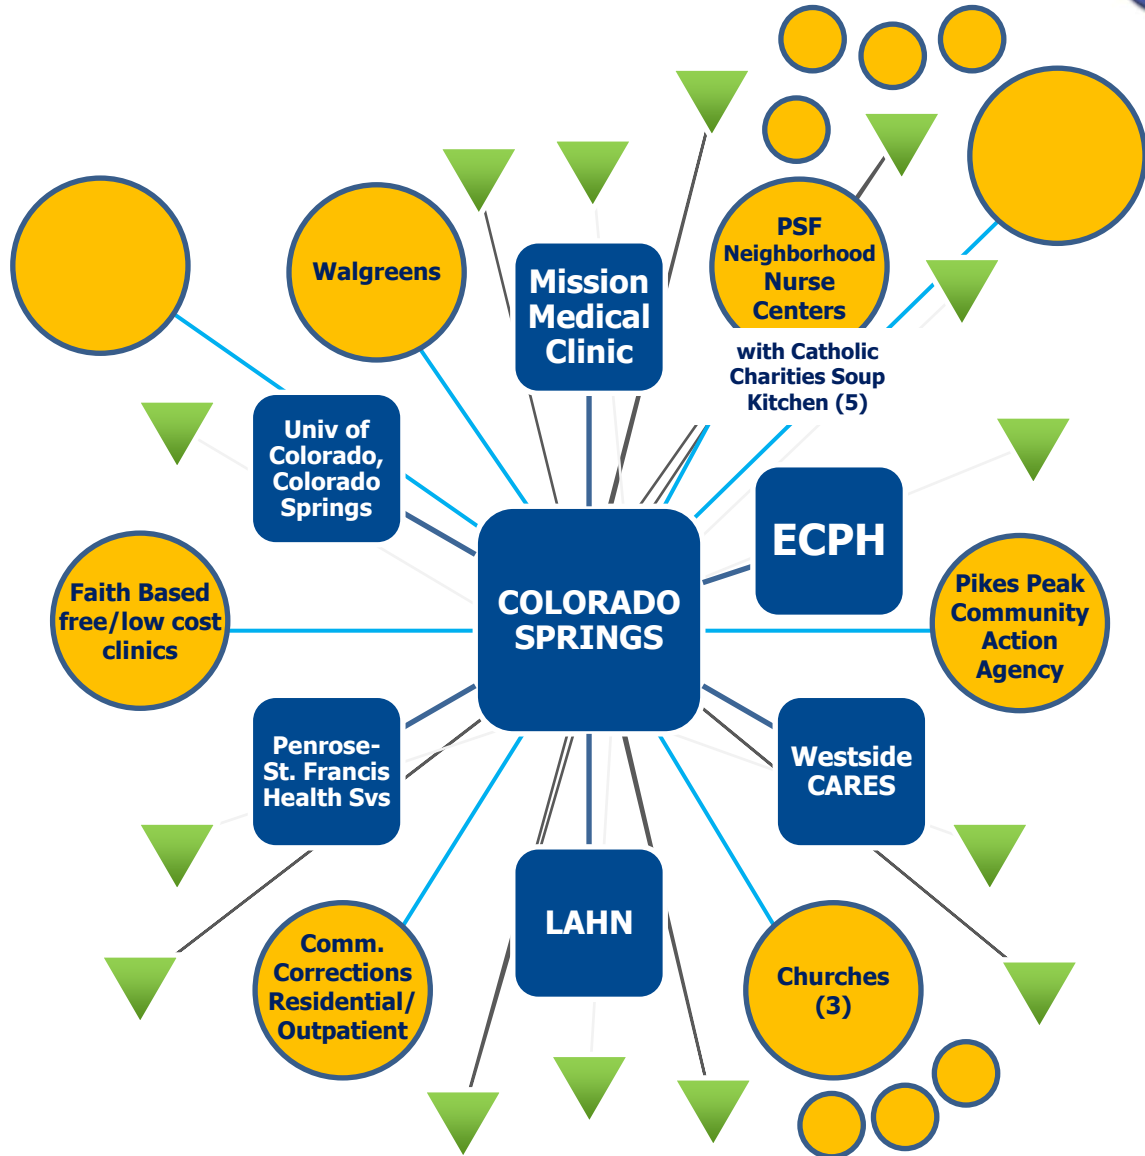 Walgreens
Mission
Medical
Clinic
PSF
Neighborhood
Nurse
Centers
with Catholic
Charities Soup
Kitchen (5)
Univ of
Colorado,
Colorado
Springs
ECPH
Faith Based
free/low cost
clinics
COLORADO
SPRINGS
Pikes Peak
Community
Action
Agency
Penrose-
St. Francis
Health Svs
Westside
CARES
Comm.
Corrections
Residential/
Outpatient
LAHN
Churches
(3)